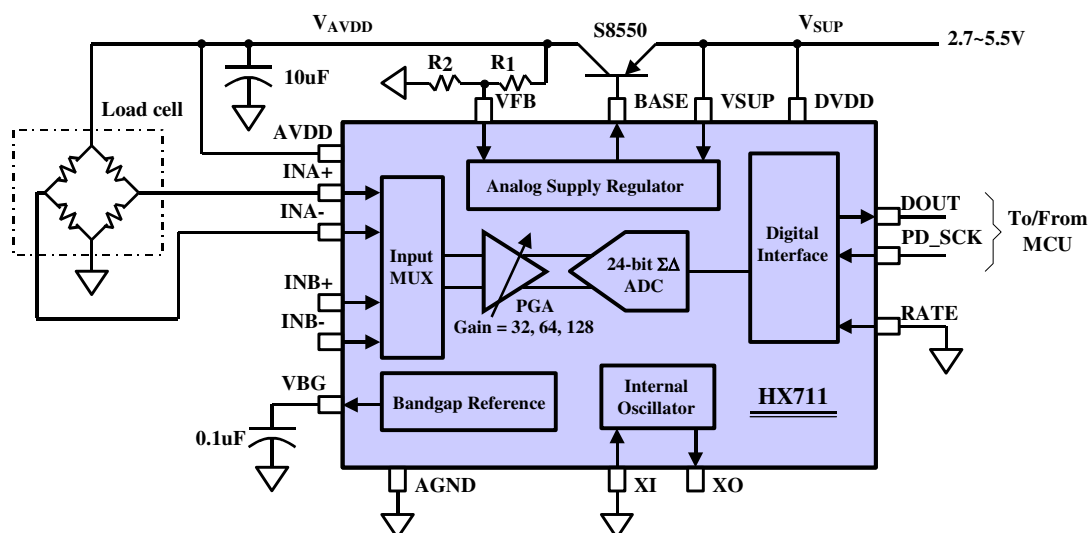 V_AVDD
S8550
V_SUP
2.7~5.5V
R2
R1
10uF
VFB
BASE
VSUP
DVDD
Load cell
AVDD
INA+
INA-
INB+
INB-
Analog Supply Regulator
Input
MUX
PGA
Gain = 32, 64, 128
24-bit ΣΔ
ADC
Digital
Interface
DOUT
PD_SCK
To/From
MCU
RATE
VBG
Bandgap Reference
Internal
Oscillator
HX711
0.1uF
AGND
XI
XO